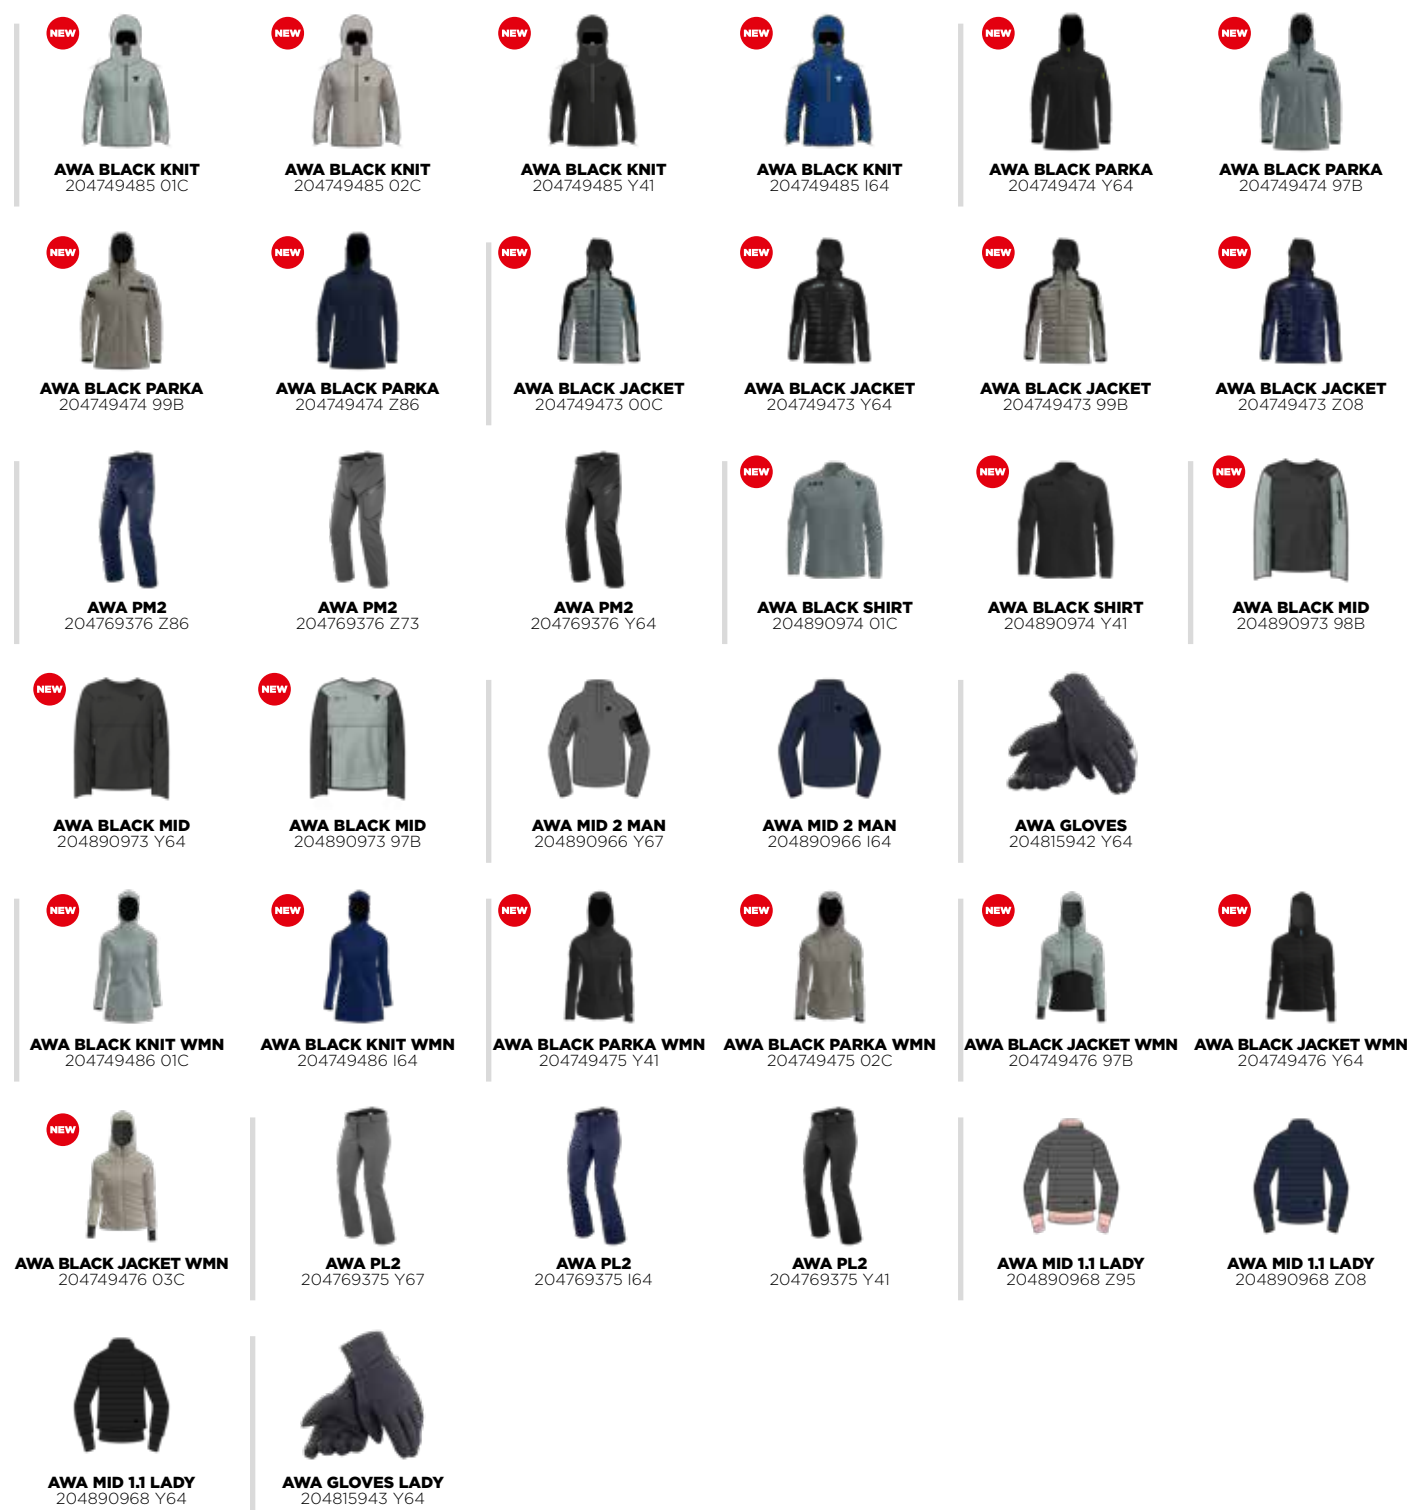 NEW
AWA BLACK KNIT
204749485 01C
NEW
AWA BLACK KNIT
204749485 02C
NEW
AWA BLACK KNIT
204749485 Y41
NEW
AWA BLACK KNIT
204749485 I64
NEW
AWA BLACK PARKA
204749474 Y64
NEW
AWA BLACK PARKA
204749474 97B
NEW
AWA BLACK PARKA
204749474 99B
NEW
AWA BLACK PARKA
204749474 Z86
NEW
AWA BLACK JACKET
204749473 00C
NEW
AWA BLACK JACKET
204749473 Y64
NEW
AWA BLACK JACKET
204749473 99B
NEW
AWA BLACK JACKET
204749473 Z08
AWA PM2
204769376 Z86
AWA PM2
204769376 Z73
AWA PM2
204769376 Y64
NEW
AWA BLACK SHIRT
204890974 01C
NEW
AWA BLACK SHIRT
204890974 Y41
NEW
AWA BLACK MID
204890973 98B
NEW
AWA BLACK MID
204890973 Y64
NEW
AWA BLACK MID
204890973 97B
AWA MID 2 MAN
204890966 Y67
AWA MID 2 MAN
204890966 I64
AWA GLOVES
204815942 Y64
NEW
AWA BLACK KNIT WMN
204749486 01C
NEW
AWA BLACK KNIT WMN
204749486 I64
NEW
AWA BLACK PARKA WMN
204749475 Y41
NEW
AWA BLACK PARKA WMN
204749475 02C
NEW
AWA BLACK JACKET WMN
204749476 97B
NEW
AWA BLACK JACKET WMN
204749476 Y64
NEW
AWA BLACK JACKET WMN
204749476 03C
AWA PL2
204769375 Y67
AWA PL2
204769375 I64
AWA PL2
204769375 Y41
AWA MID 1.1 LADY
204890968 Z95
AWA MID 1.1 LADY
204890968 Z08
AWA MID 1.1 LADY
204890968 Y64
AWA GLOVES LADY
204815943 Y64